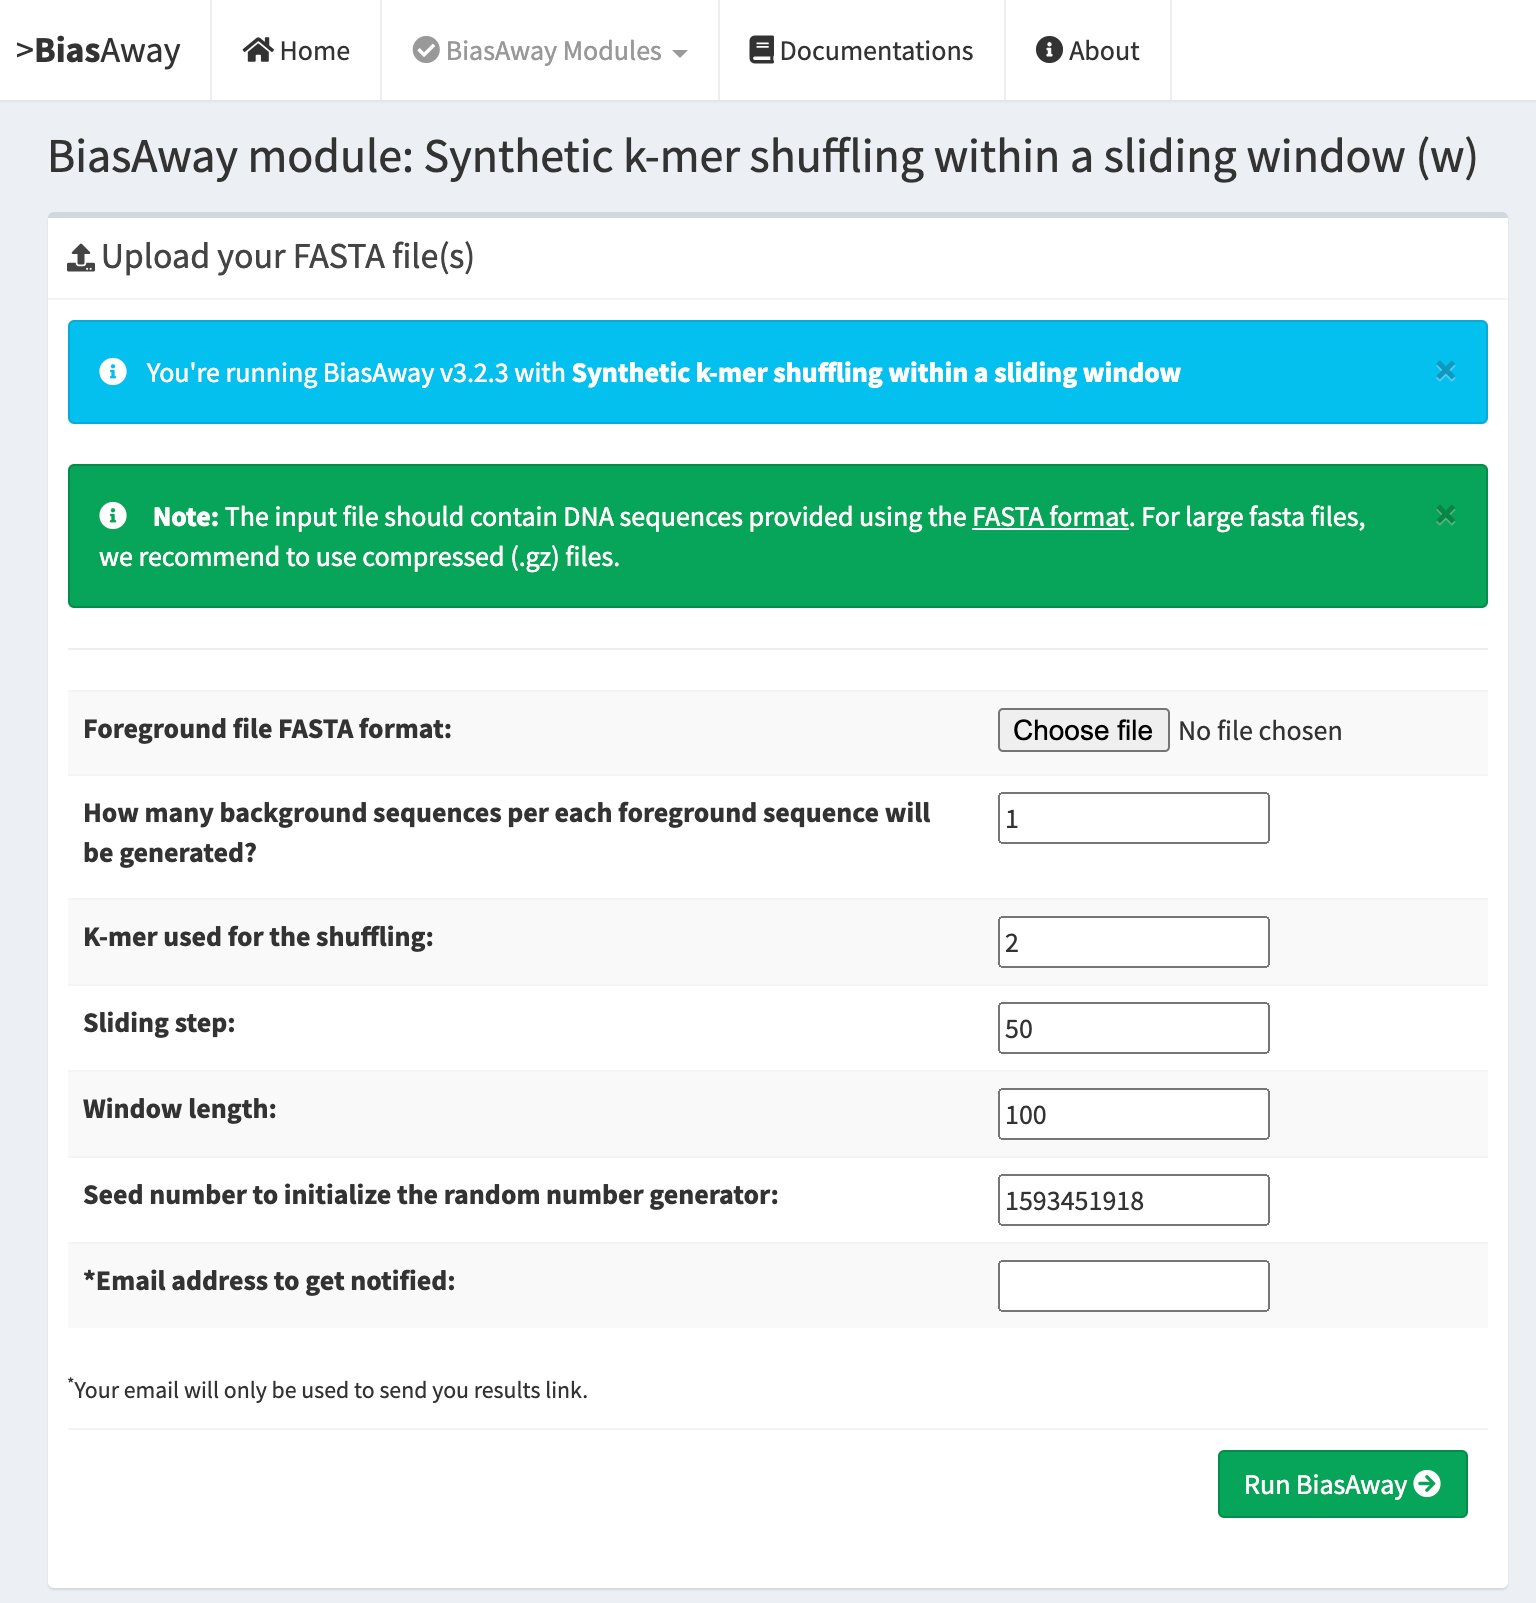 >BiasAway
Home
BiasAway Modules
Documentations
About
BiasAway module: Synthetic k-mer shuffling within a sliding window (w)
Upload your FASTA file(s)
You're running BiasAway v3.2.3 with Synthetic k-mer shuffling within a sliding window
Note: The input file should contain DNA sequences provided using the FASTA format. For large fasta files,
we recommend to use compressed (.gz) files.
Foreground file FASTA format:
Choose file No file chosen
How many background sequences per each foreground sequence will
be generated?
1
K-mer used for the shuffling:
2
Sliding step:
50
Window length:
100
Seed number to initialize the random number generator:
1593451918
*Email address to get notified:
*Your email will only be used to send you results link.
Run BiasAway